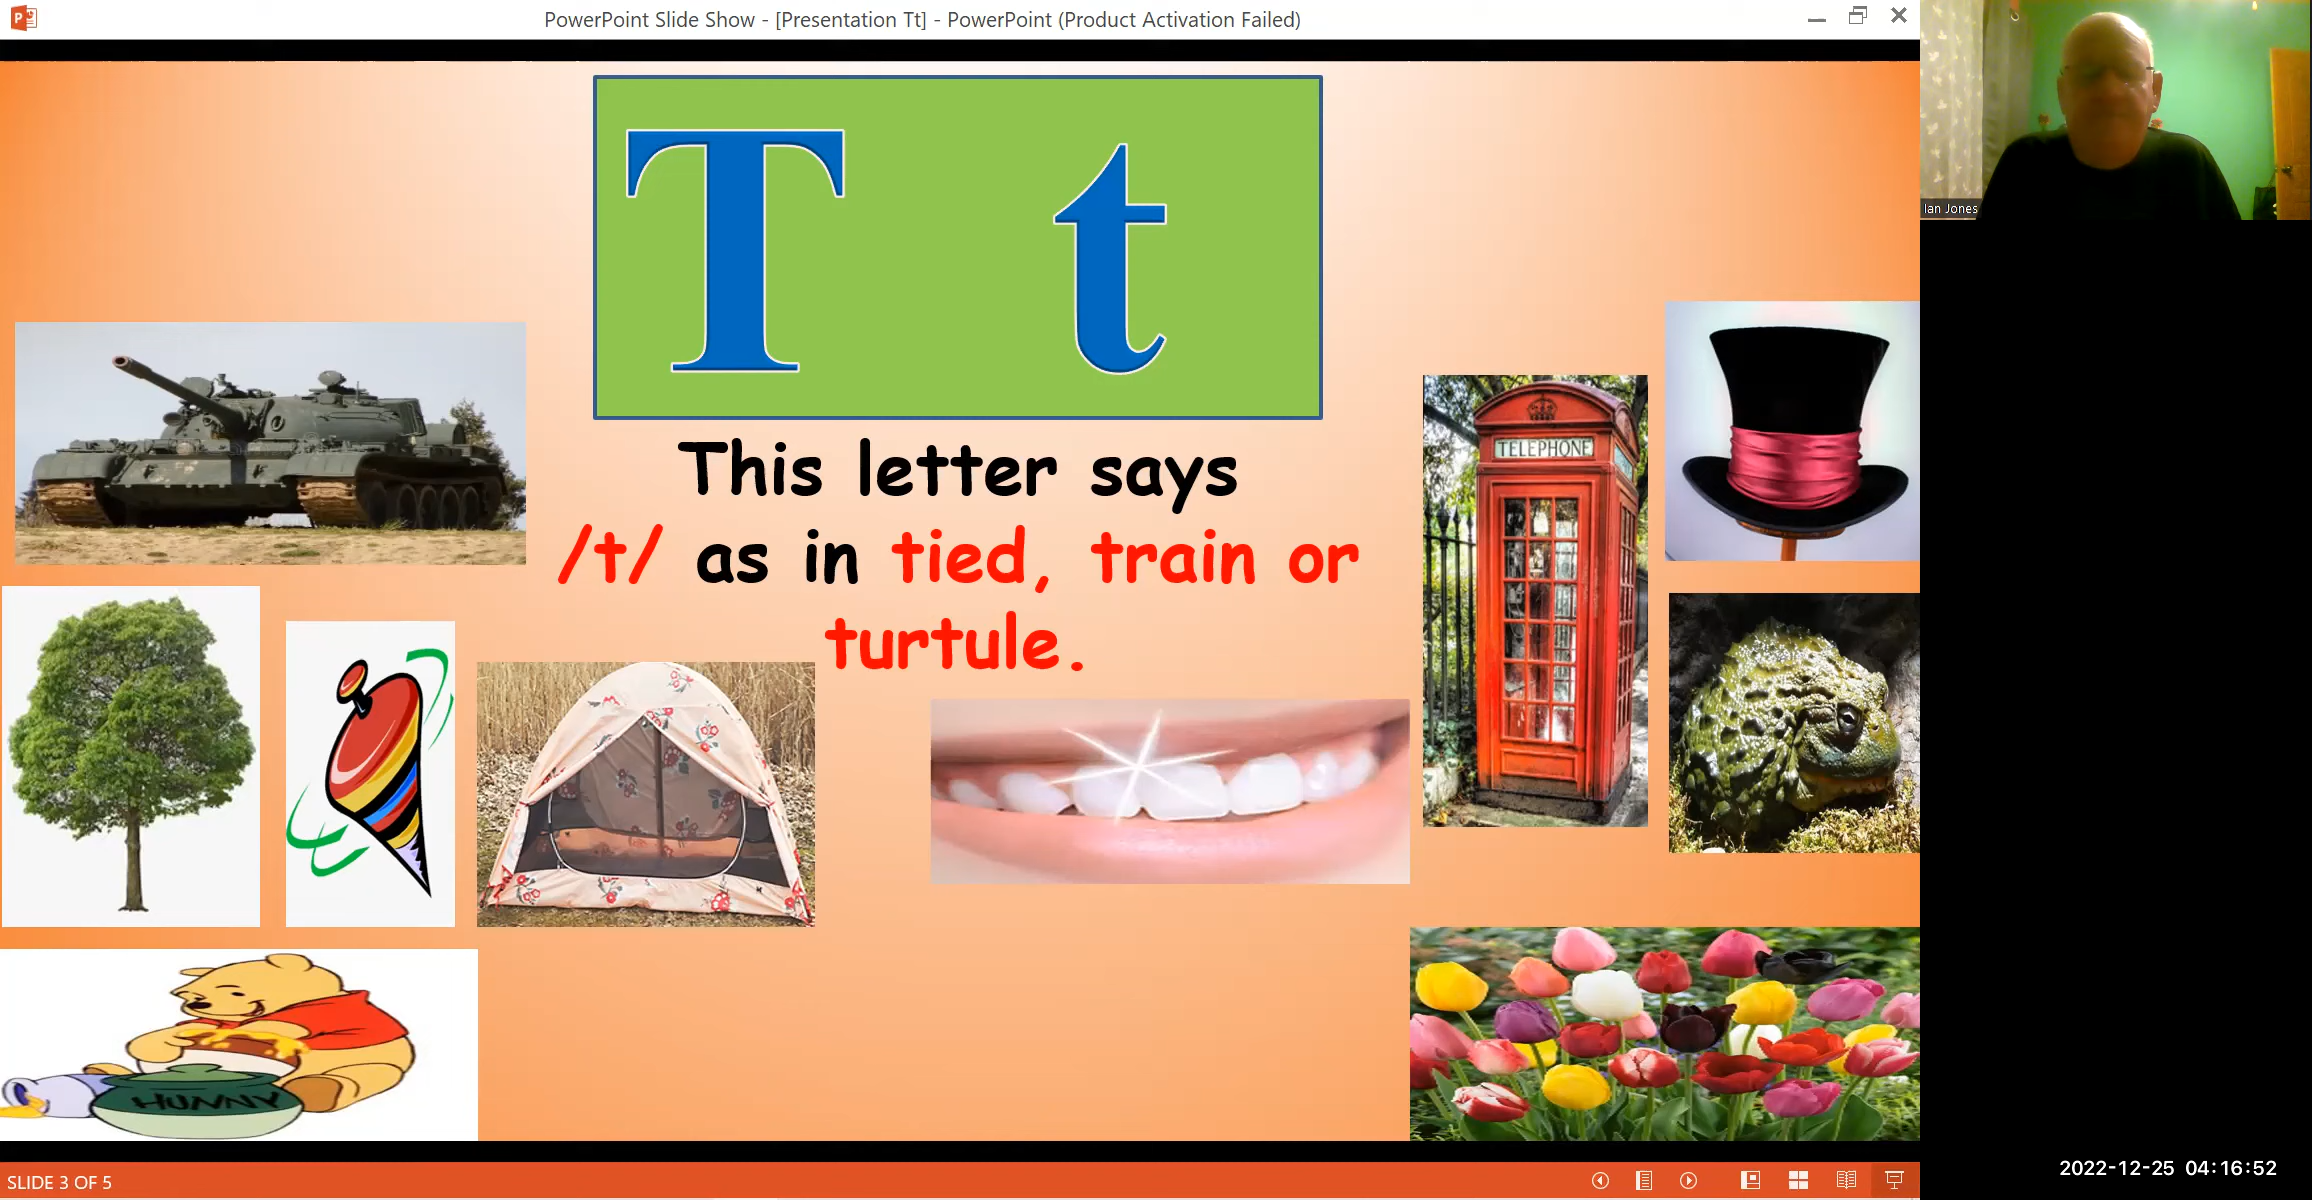 PowerPoint Slide Show - [Presentation Tt] - PowerPoint (Product Activation Failed)
T t
This letter says
/t/ as in tied, train or
turtule.
TELEPHONE
HUNNY
Ian Jones
SLIDE 3 OF 5
2022-12-25 04:16:52